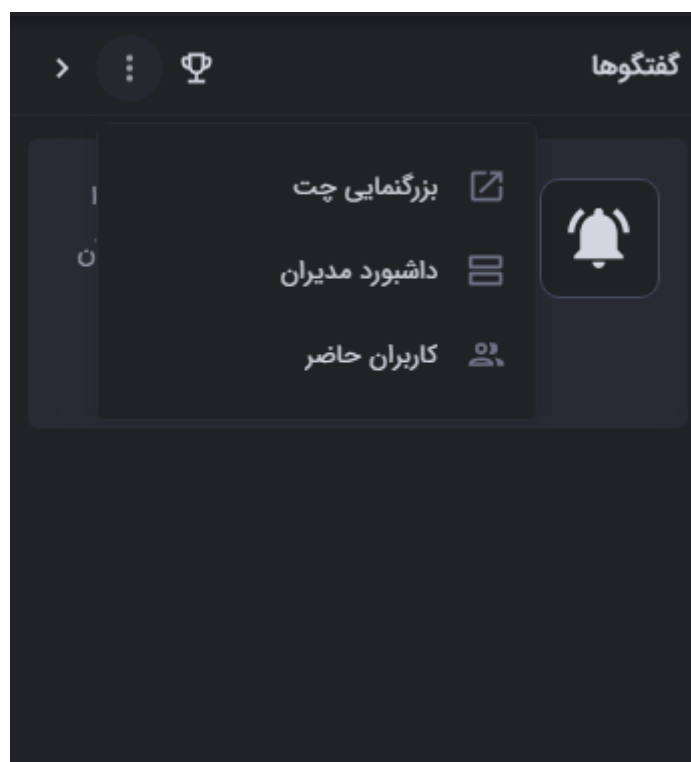 گفتگوها
بزرگنمایی چت
داشبورد مدیران
کاربران حاضر